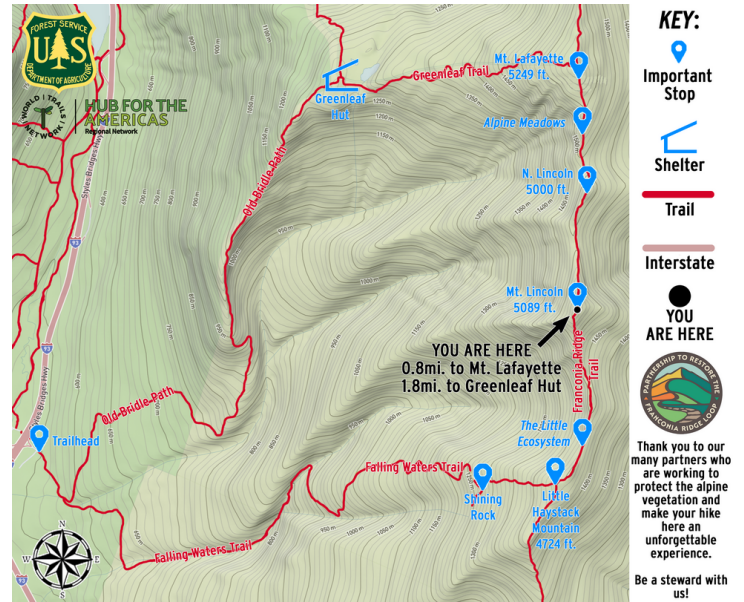 FOREST SERVICE
U S
DEPARTMENT OF AGRICULTURE
WORLD TRAILS
NETWORK
HUB FOR THE
AMERICAS
Regional Network
Mt. Lafayette
5249 ft.
Greenleaf Trail
Greenleaf
Hut
Alpine Meadows
N. Lincoln
5000 ft.
Old Bridle Path
Styles Bridges Hwy
93
Mt. Lincoln
5089 ft.
YOU ARE HERE
0.8mi. to Mt. Lafayette
1.8mi. to Greenleaf Hut
Franconia Ridge
Trail
Old Bridle Path
Trailhead
The Little
Ecosystem
Falling Waters Trail
Shining
Rock
Little
Haystack
Mountain
4724 ft.
Falling Waters Trail
N
W
E
S
KEY:
Important
Stop
Shelter
Trail
Interstate
YOU
ARE HERE
PARTNERSHIP TO RESTORE THE
FRANCONIA RIDGE LOOP
Thank you to our
many partners who
are working to
protect the alpine
vegetation and
make your hike
here an
unforgettable
experience.
Be a steward with
us!